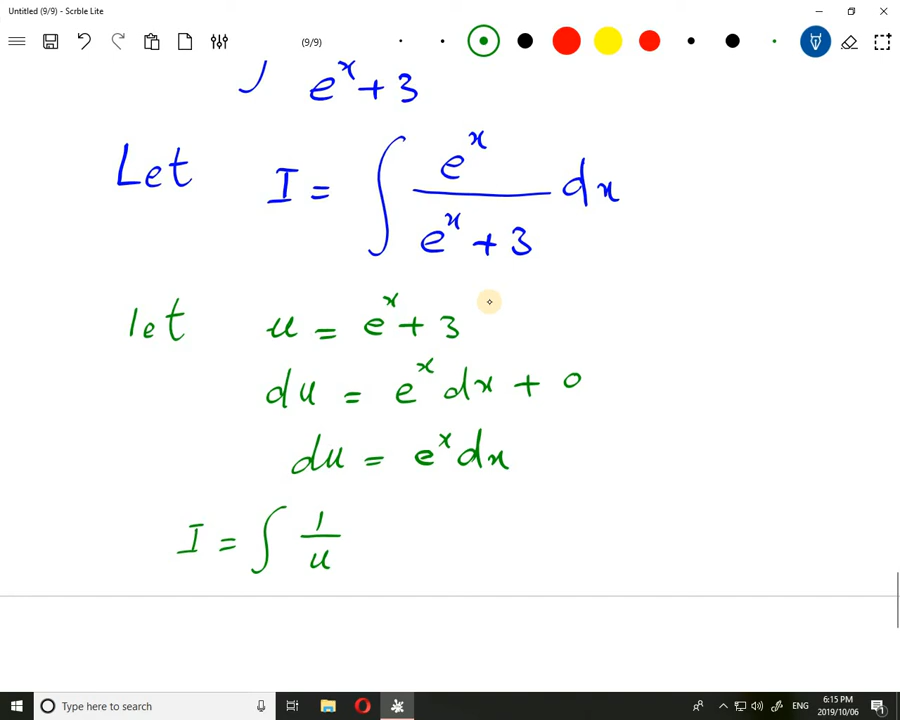 Untitled (9/9) - Scrble Lite
(9/9)
∫ e^x + 3
Let I = ∫ e^x / (e^x + 3) dx
let u = e^x + 3
du = e^x dx + 0
du = e^x dx
I = ∫ 1/u
Type here to search
ENG
6:15 PM
2019/10/06
1